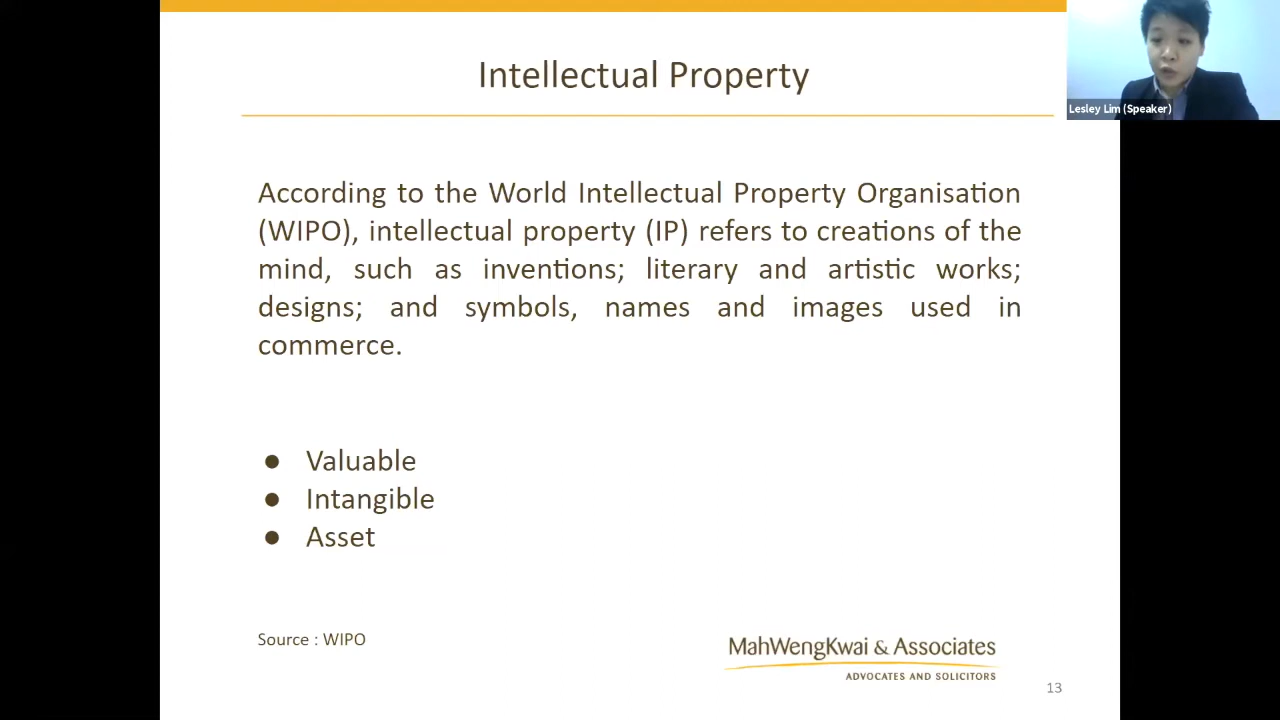 Intellectual Property
Lesley Lim (Speaker)
According to the World Intellectual Property Organisation
(WIPO), intellectual property (IP) refers to creations of the
mind, such as inventions; literary and artistic works;
designs; and symbols, names and images used in
commerce.
● Valuable
● Intangible
● Asset
Source : WIPO
MahWengKwai & Associates
ADVOCATES AND SOLICITORS
13